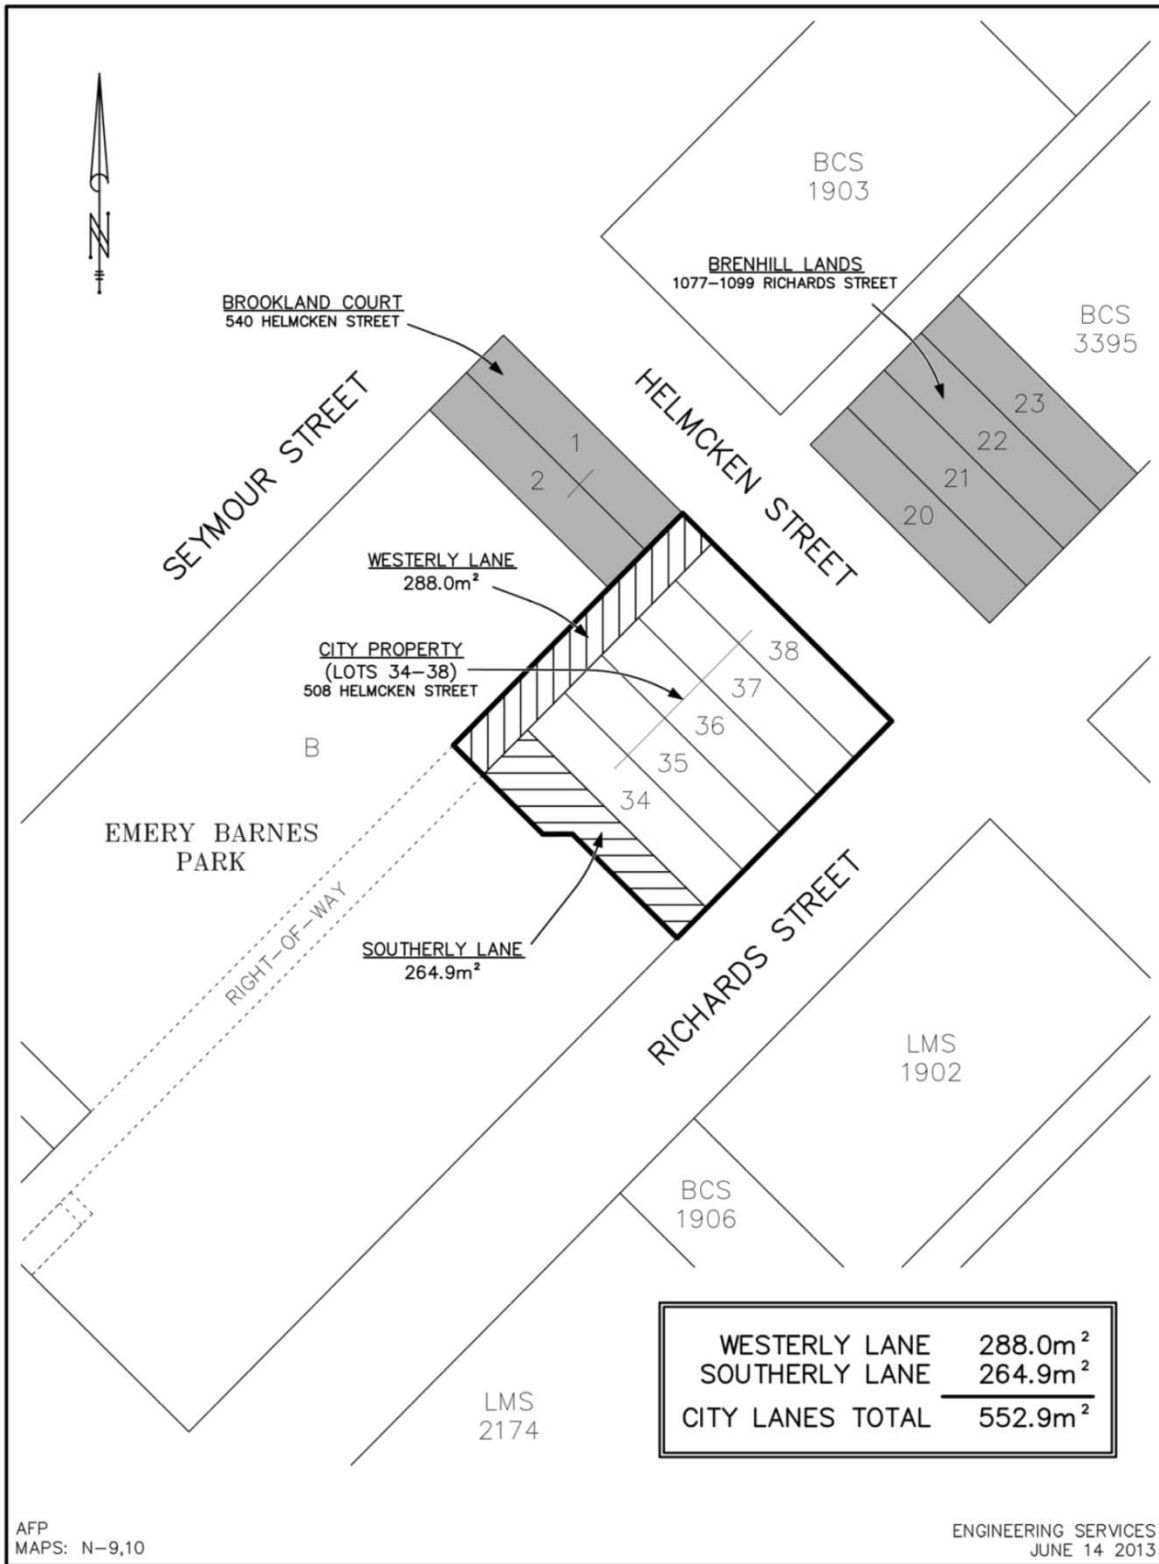 BCS
1903
N
BRENHILL LANDS
1077-1099 RICHARDS STREET
BROOKLAND COURT
540 HELMCKEN STREET
BCS
3395
SEYMOUR STREET
HELMCKEN STREET
23
22
21
20
1
2
WESTERLY LANE
288.0m²
CITY PROPERTY
(LOTS 34-38)
508 HELMCKEN STREET
38
37
36
35
34
B
EMERY BARNES
PARK
RIGHT-OF-WAY
SOUTHERLY LANE
264.9m²
RICHARDS STREET
LMS
1902
BCS
1906
LMS
2174
WESTERLY LANE 288.0m²
SOUTHERLY LANE 264.9m²
CITY LANES TOTAL 552.9m²
AFP
MAPS: N-9,10
ENGINEERING SERVICES
JUNE 14 2013